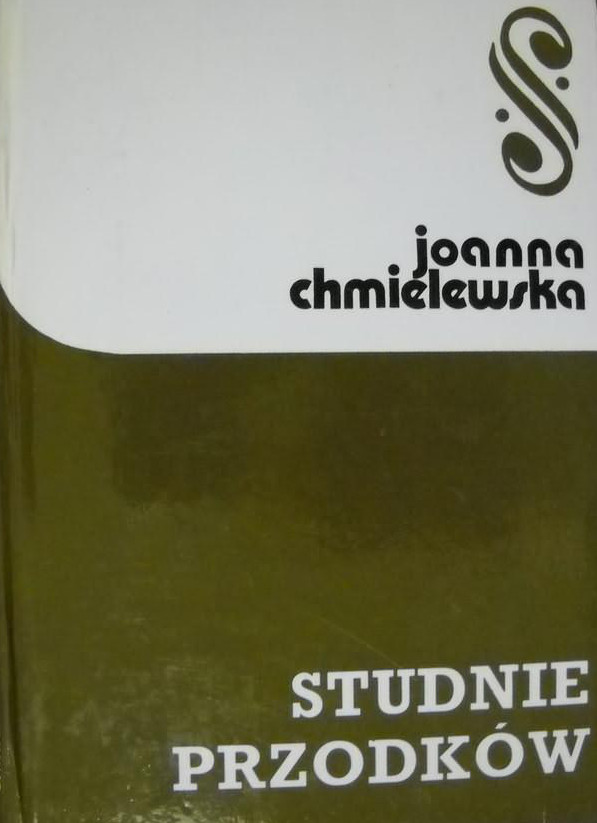 joanna
chmielewska
STUDNIE
PRZODKÓW